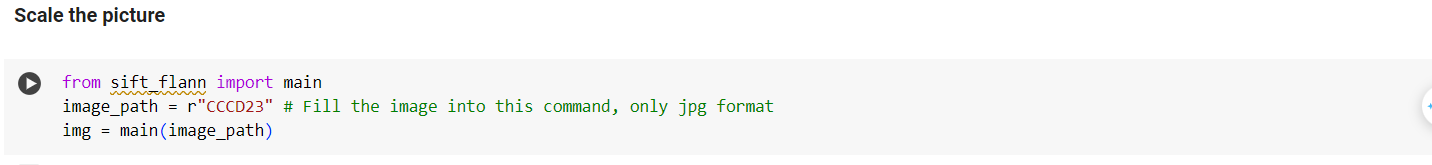 Scale the picture
from sift_flann import main
image_path = r"CCCD23" # Fill the image into this command, only jpg format
img = main(image_path)